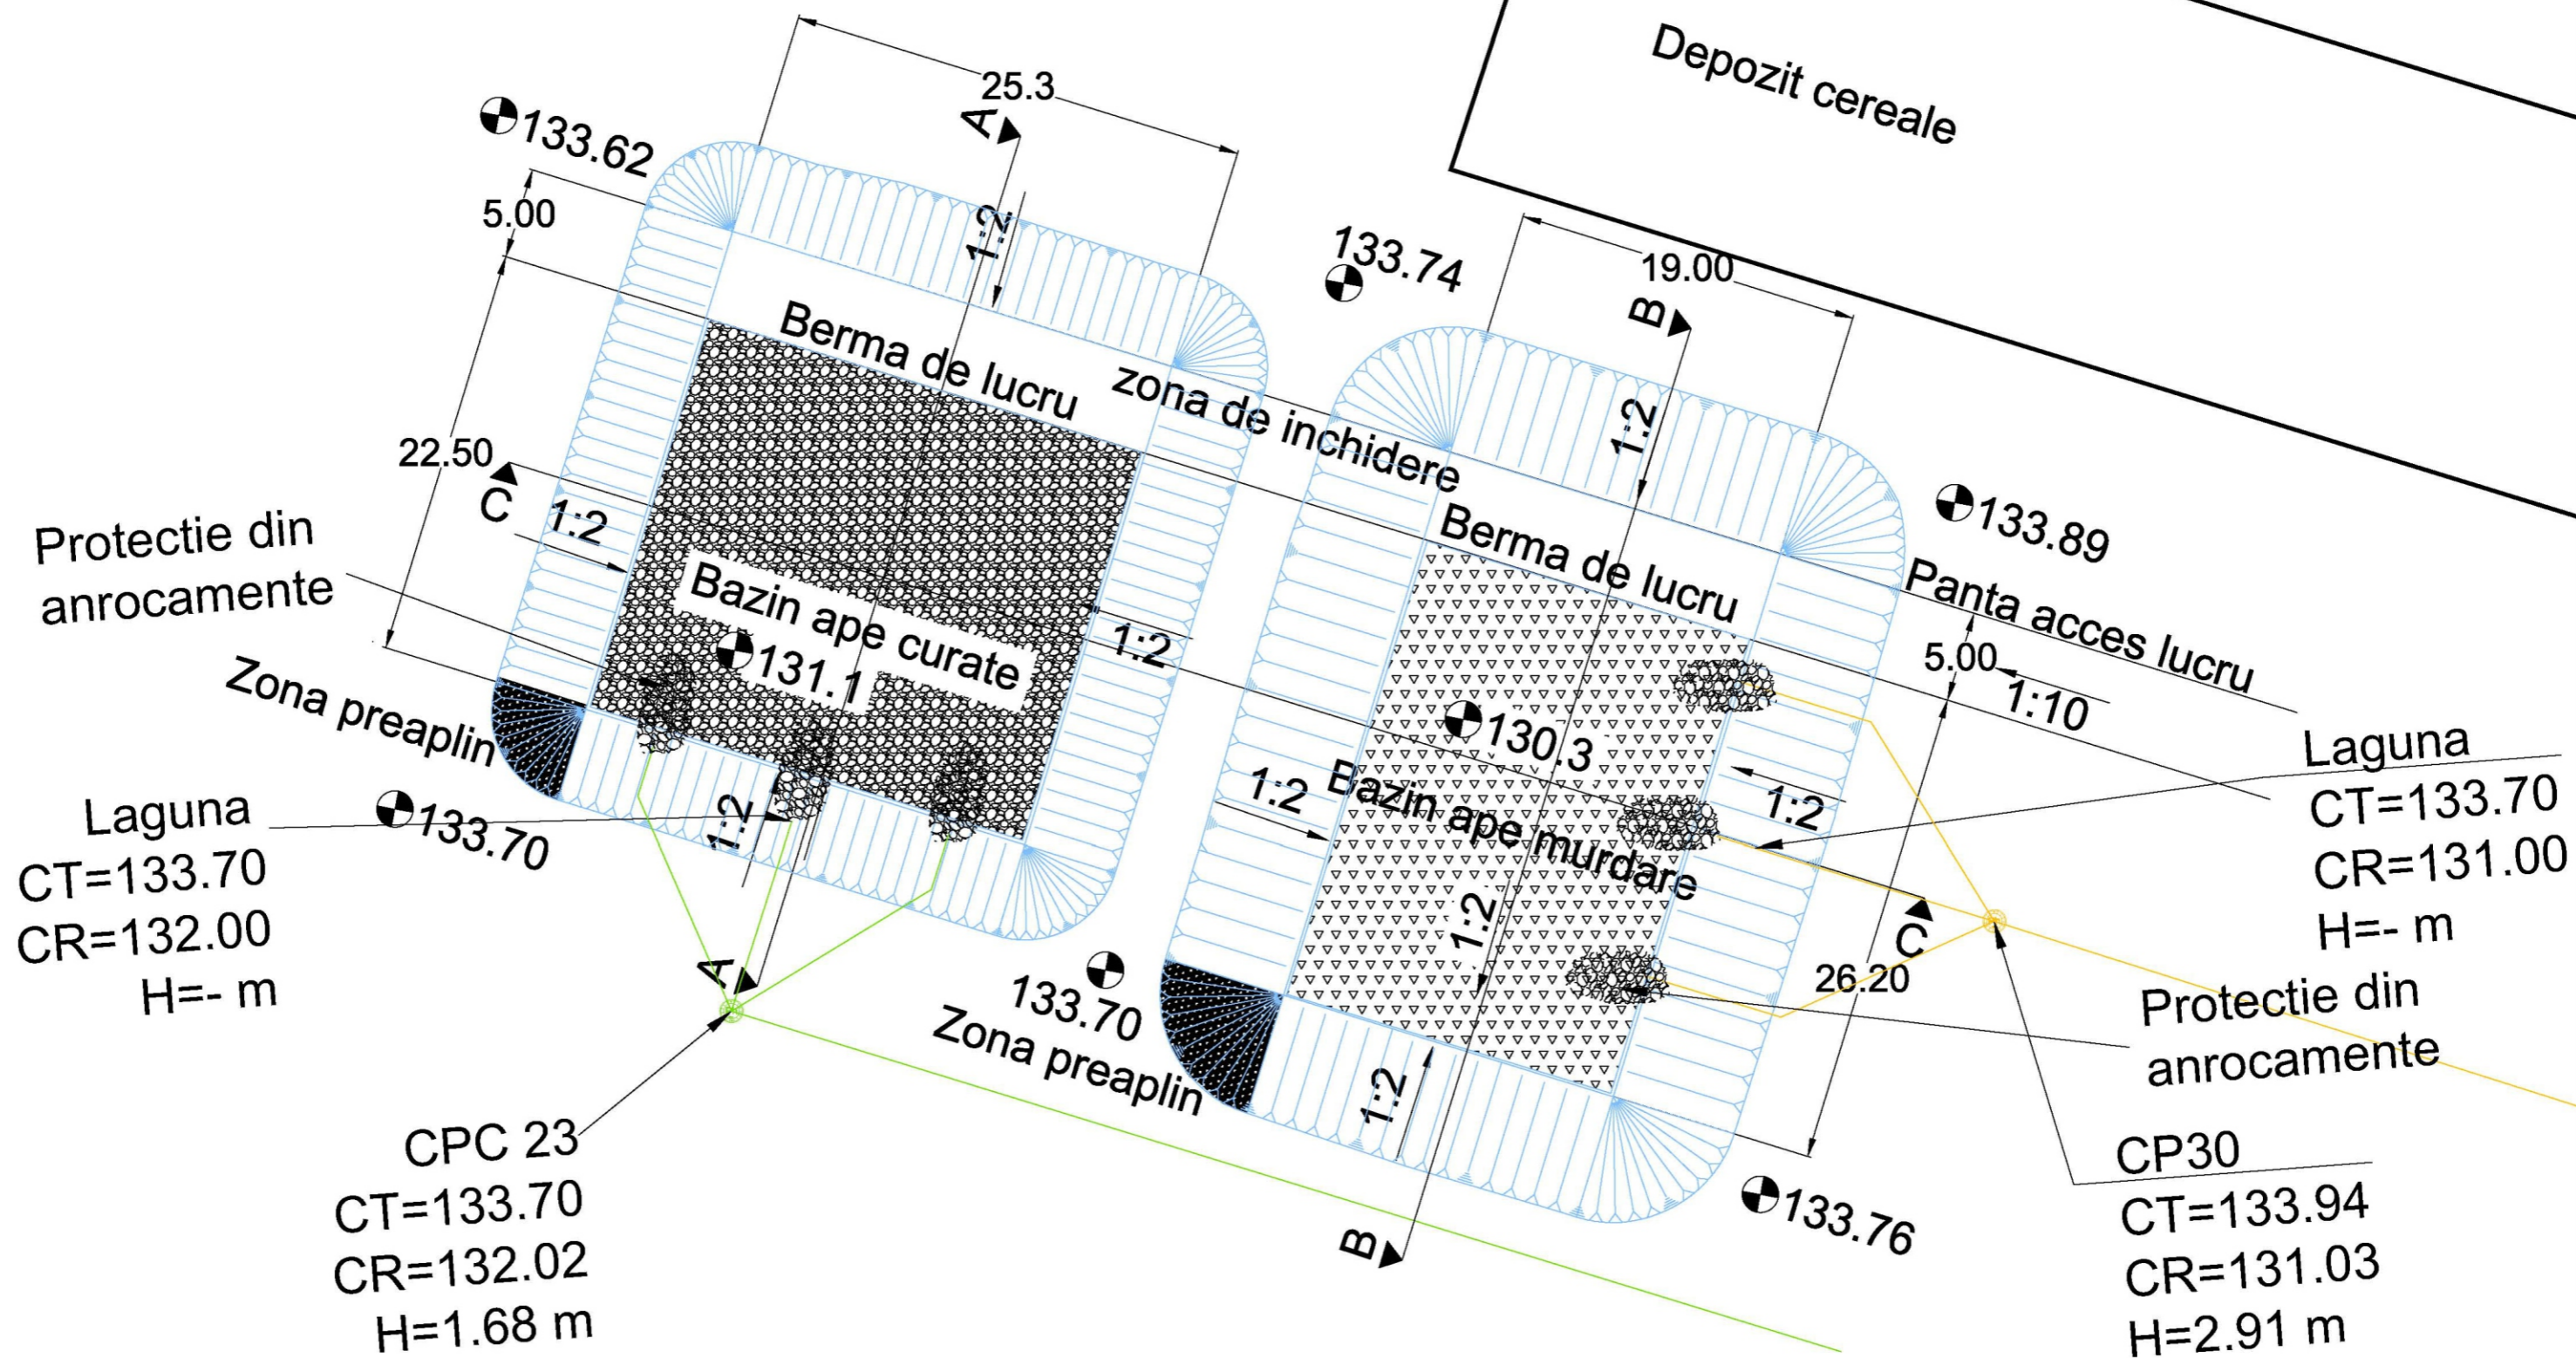 Depozit cereale
25.3
A
133.62
5.00
1:2
133.74
19.00
B
Berma de lucru
zona de inchidere
1:2
22.50
C
1:2
Protectie din
anrocamente
Bazin ape curate
131.1
1:2
Berma de lucru
133.89
Panta acces lucru
5.00
1:10
Zona preaplin
130.3
Bazin ape murdare
1:2
1:2
Laguna
CT=133.70
CR=131.00
H=- m
Laguna
CT=133.70
CR=132.00
H=- m
133.70
1:2
1:2
C
26.20
A
133.70
Zona preaplin
Protectie din
anrocamente
1:2
CPC 23
CT=133.70
CR=132.02
H=1.68 m
B
133.76
CP30
CT=133.94
CR=131.03
H=2.91 m